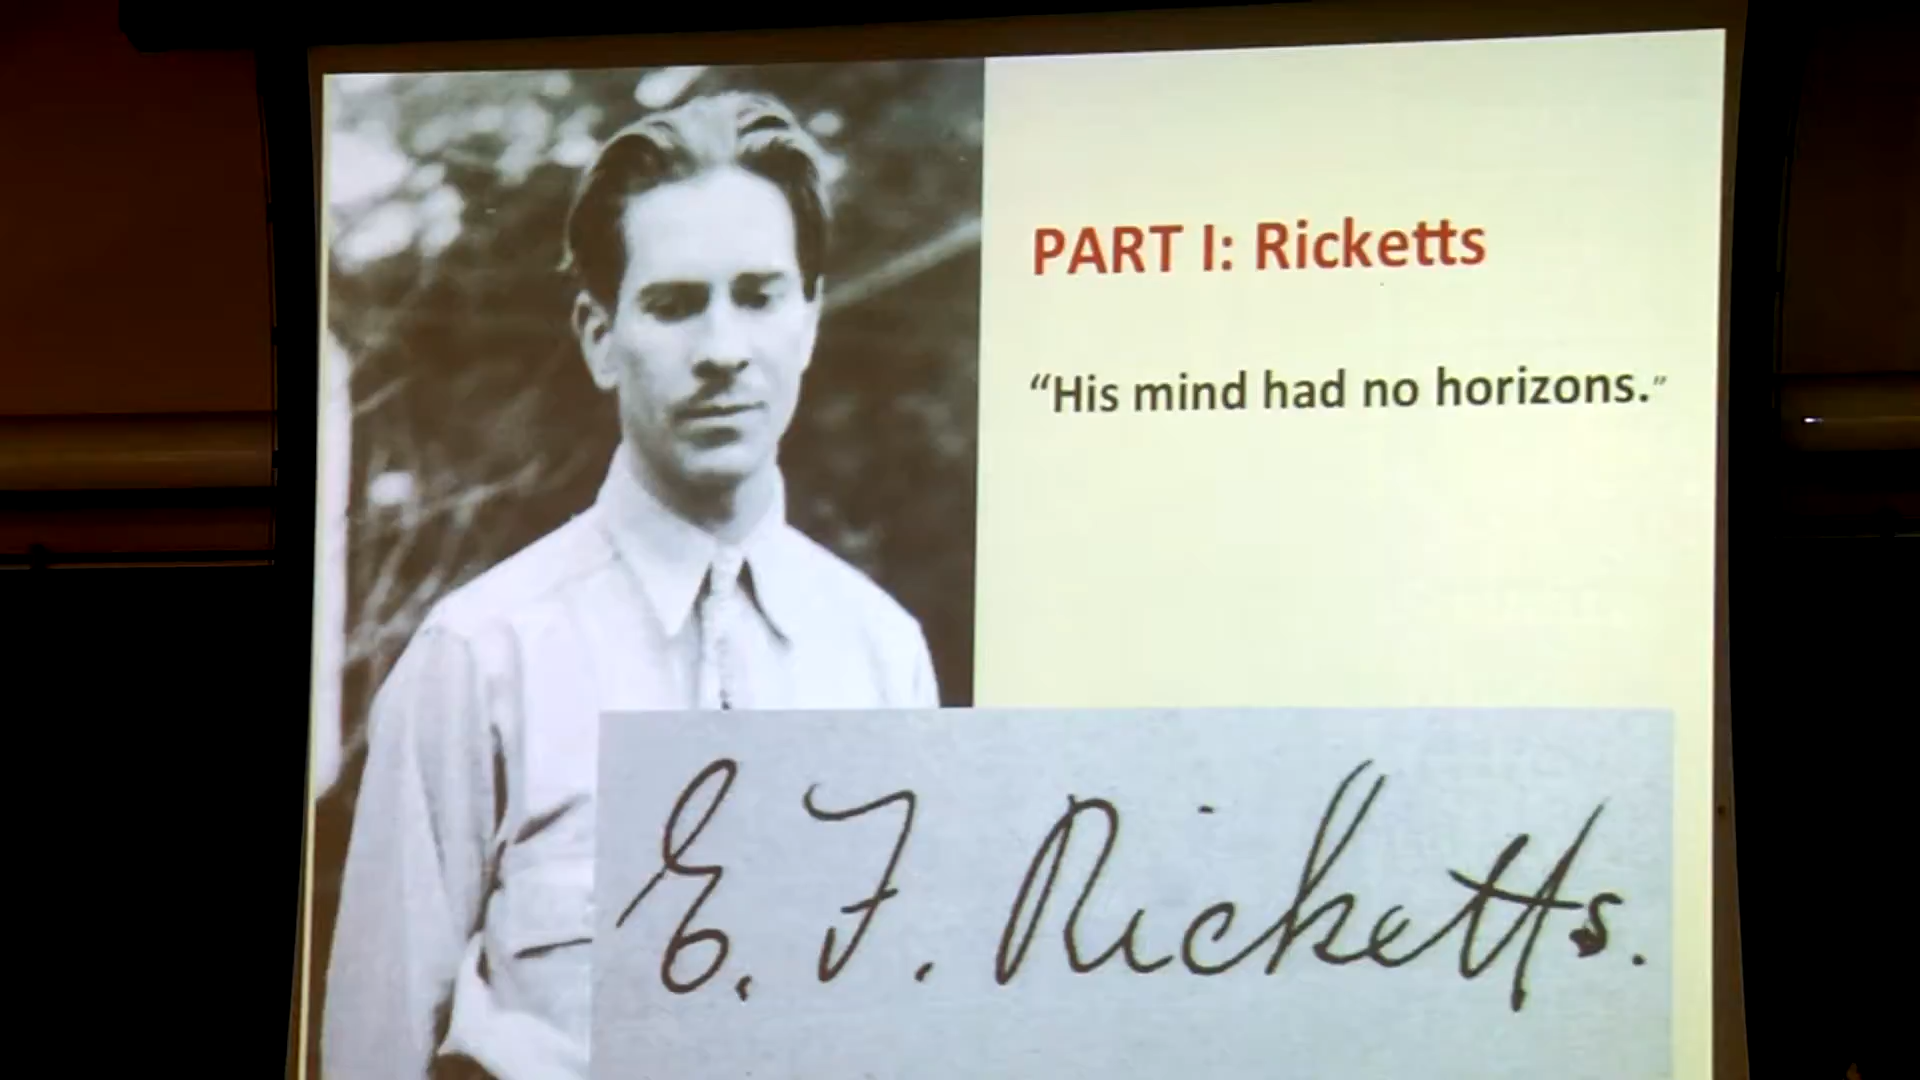 PART I: Ricketts
“His mind had no horizons.”
E. F. Ricketts.